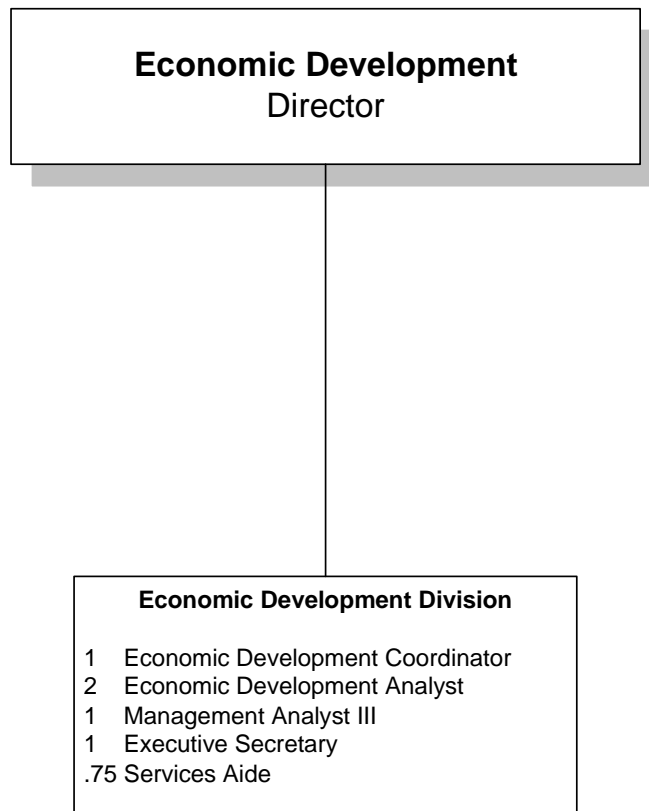 Economic Development
Director
Economic Development Division
1 Economic Development Coordinator
2 Economic Development Analyst
1 Management Analyst III
1 Executive Secretary
.75 Services Aide